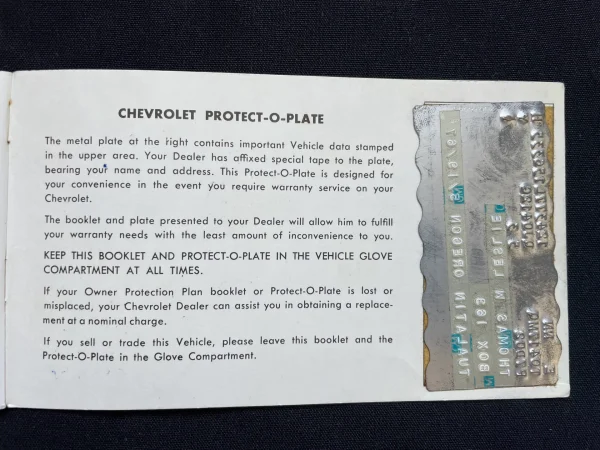 CHEVROLET PROTECT-O-PLATE
The metal plate at the right contains important Vehicle data stamped
in the upper area. Your Dealer has affixed special tape to the plate,
bearing your name and address. This Protect-O-Plate is designed for
your convenience in the event you require warranty service on your
Chevrolet.
The booklet and plate presented to your Dealer will allow him to fulfill
your warranty needs with the least amount of inconvenience to you.
KEEP THIS BOOKLET AND PROTECT-O-PLATE IN THE VEHICLE GLOVE
COMPARTMENT AT ALL TIMES.
If your Owner Protection Plan booklet or Protect-O-Plate is lost or
misplaced, your Chevrolet Dealer can assist you in obtaining a replace-
ment at a nominal charge.
If you sell or trade this Vehicle, please leave this booklet and the
Protect-O-Plate in the Glove Compartment.
THOMAS W LESLIE
BOX 163
TUALATIN OREGON